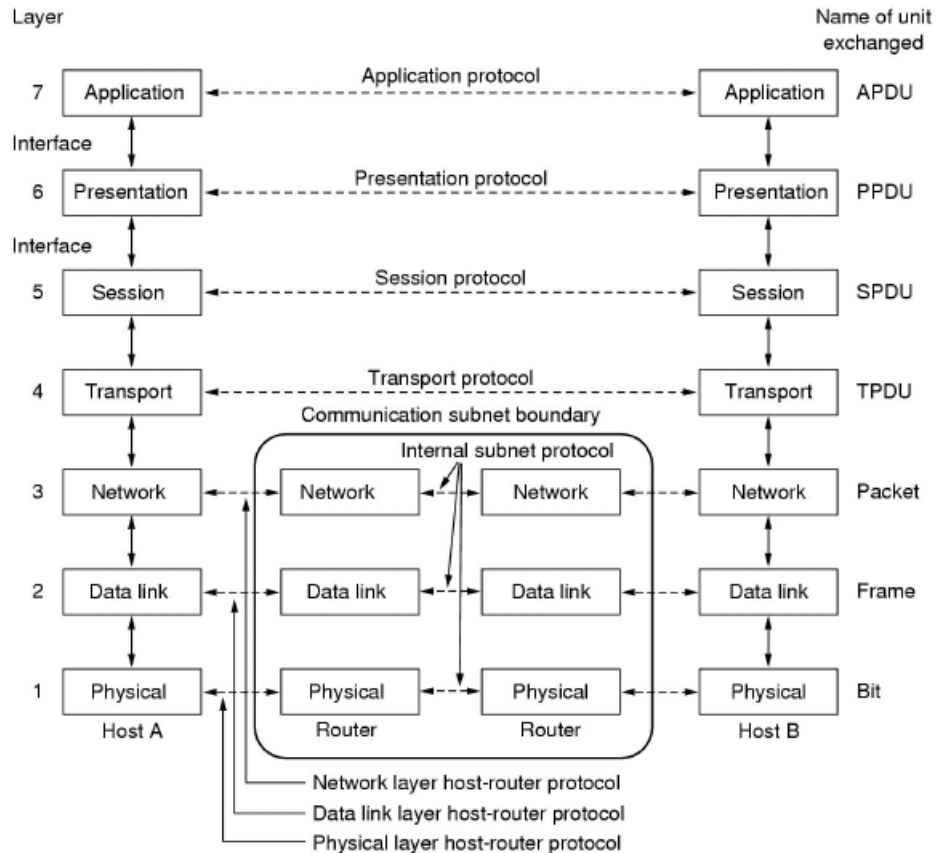 Layer
Name of unit
exchanged
Application protocol
7 Application Application APDU
Interface
Presentation protocol
6 Presentation Presentation PPDU
Interface
Session protocol
5 Session Session SPDU
Transport protocol
4 Transport Transport TPDU
Communication subnet boundary
Internal subnet protocol
3 Network Network Network Network Packet
2 Data link Data link Data link Data link Frame
1 Physical Physical Physical Physical Bit
Host A Router Router Host B
Network layer host-router protocol
Data link layer host-router protocol
Physical layer host-router protocol